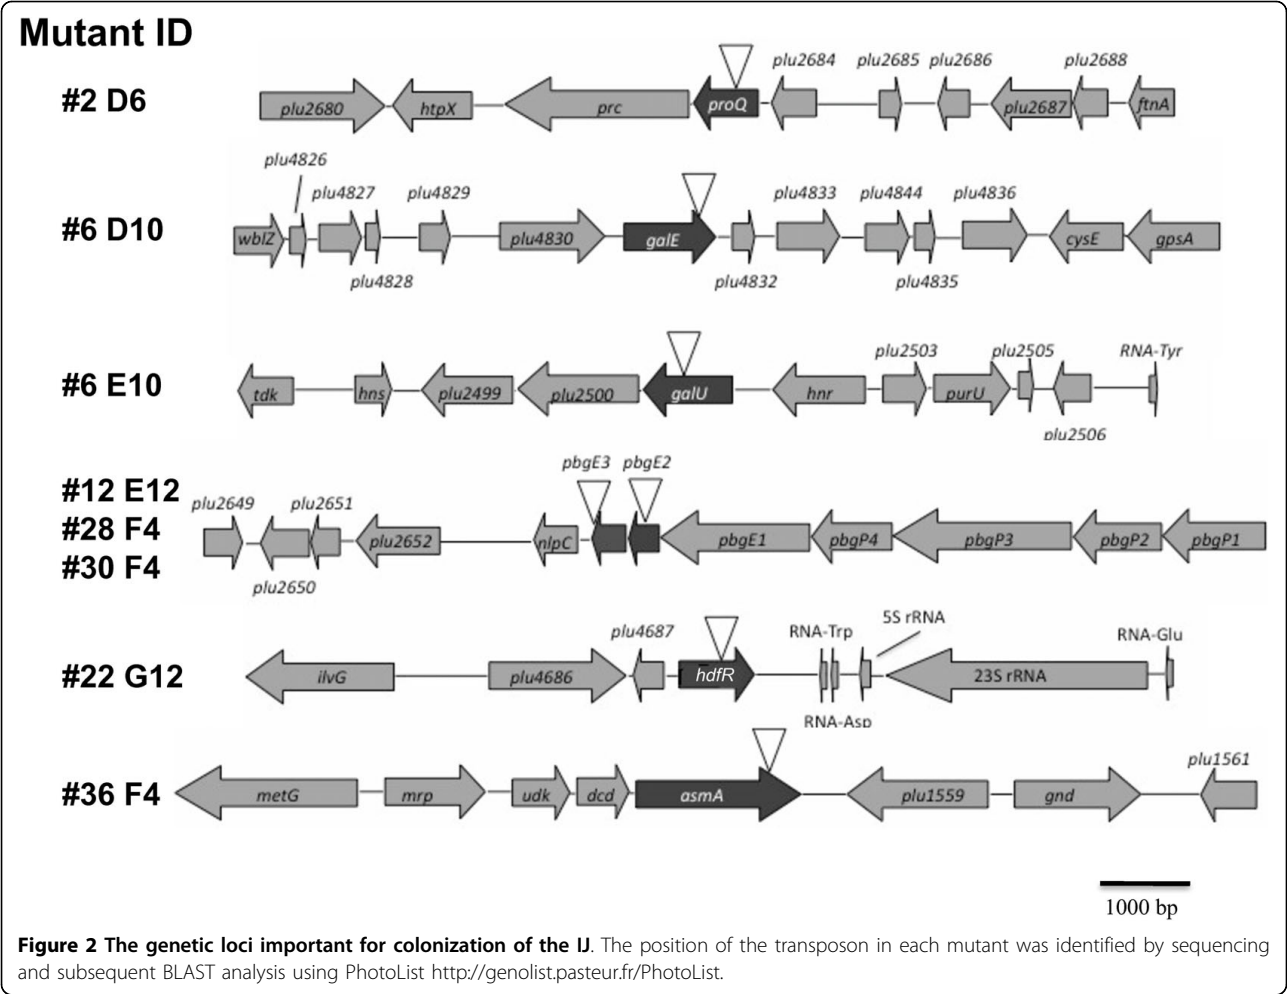 Mutant ID
#2 D6
plu2680
htpX
prc
proQ
plu2684
plu2685
plu2686
plu2687
plu2688
ftnA
#6 D10
wblZ
plu4826
plu4827
plu4828
plu4829
plu4830
galE
plu4832
plu4833
plu4844
plu4835
plu4836
cysE
gpsA
#6 E10
tdk
hns
plu2499
plu2500
galU
hnr
plu2503
purU
plu2505
plu2506
RNA-Tyr
#12 E12
#28 F4
#30 F4
plu2649
plu2650
plu2651
plu2652
nlpC
pbgE3
pbgE2
pbgE1
pbgP4
pbgP3
pbgP2
pbgP1
#22 G12
ilvG
plu4686
plu4687
hdfR
RNA-Trp
RNA-Asp
5S rRNA
23S rRNA
RNA-Glu
#36 F4
metG
mrp
udk
dcd
asmA
plu1559
gnd
plu1561
1000 bp
Figure 2 The genetic loci important for colonization of the IJ. The position of the transposon in each mutant was identified by sequencing
and subsequent BLAST analysis using PhotoList http://genolist.pasteur.fr/PhotoList.